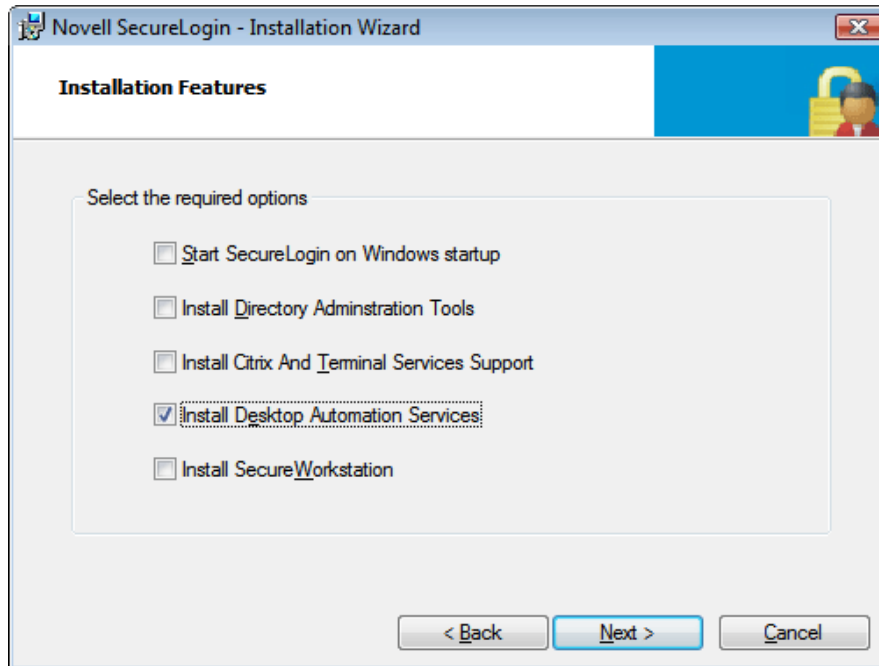 Novell SecureLogin - Installation Wizard
Installation Features
Select the required options
Start SecureLogin on Windows startup
Install Directory Adminstration Tools
Install Citrix And Terminal Services Support
Install Desktop Automation Services
Install SecureWorkstation
< Back
Next >
Cancel